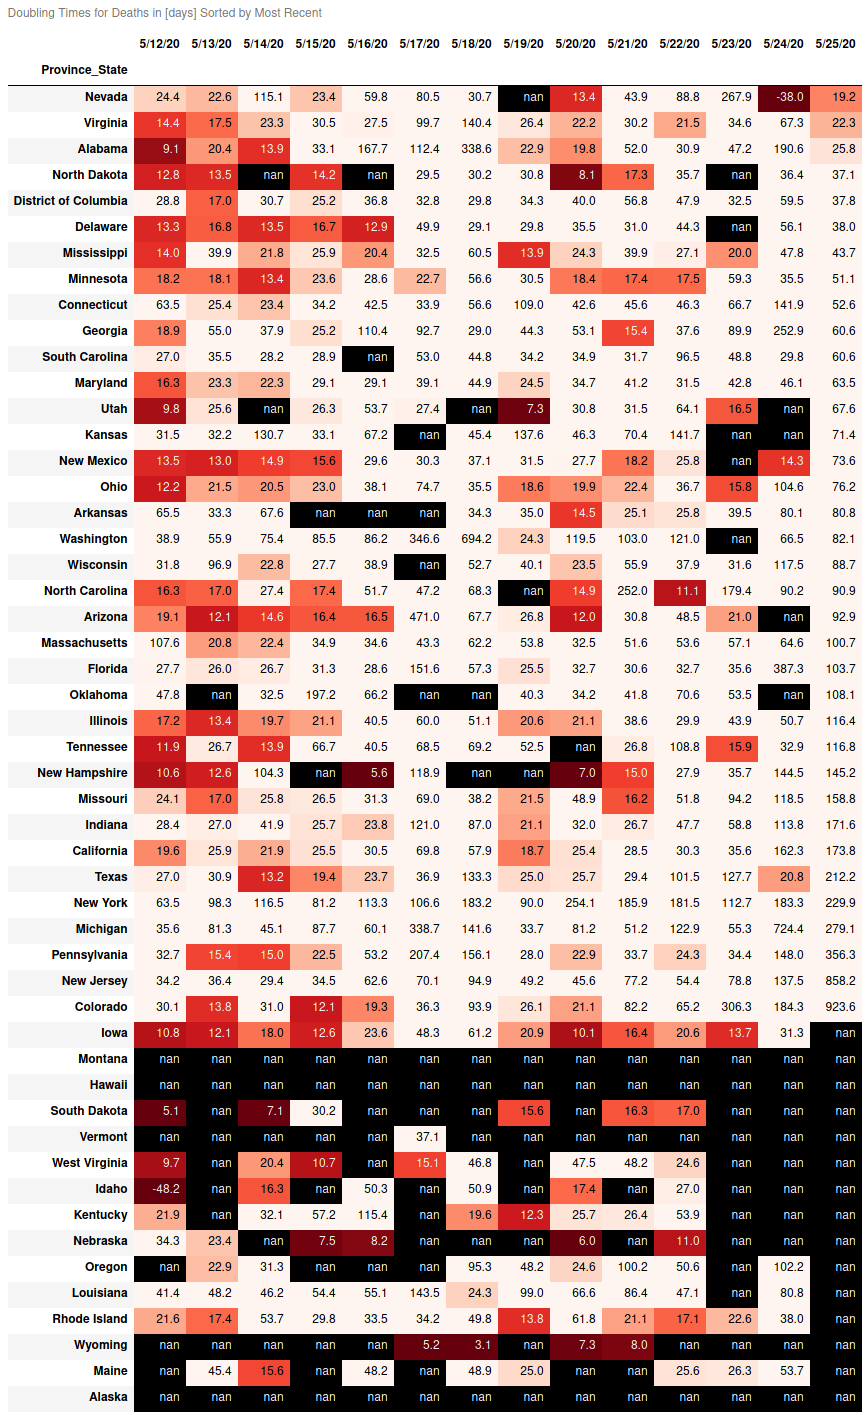 Doubling Times for Deaths in [days] Sorted by Most Recent
5/12/20 5/13/20 5/14/20 5/15/20 5/16/20 5/17/20 5/18/20 5/19/20 5/20/20 5/21/20 5/22/20 5/23/20 5/24/20 5/25/20
Province_State
Nevada 24.4 22.6 115.1 23.4 59.8 80.5 30.7 nan 13.4 43.9 88.8 267.9 -38.0 19.2
Virginia 14.4 17.5 23.3 30.5 27.5 99.7 140.4 26.4 22.2 30.2 21.5 34.6 67.3 22.3
Alabama 9.1 20.4 13.9 33.1 167.7 112.4 338.6 22.9 19.8 52.0 30.9 47.2 190.6 25.8
North Dakota 12.8 13.5 nan 14.2 nan 29.5 30.2 30.8 8.1 17.3 35.7 nan 36.4 37.1
District of Columbia 28.8 17.0 30.7 25.2 36.8 32.8 29.8 34.3 40.0 56.8 47.9 32.5 59.5 37.8
Delaware 13.3 16.8 13.5 16.7 12.9 49.9 29.1 29.8 35.5 31.0 44.3 nan 56.1 38.0
Mississippi 14.0 39.9 21.8 25.9 20.4 32.5 60.5 13.9 24.3 39.9 27.1 20.0 47.8 43.7
Minnesota 18.2 18.1 13.4 23.6 28.6 22.7 56.6 30.5 18.4 17.4 17.5 59.3 35.5 51.1
Connecticut 63.5 25.4 23.4 34.2 42.5 33.9 56.6 109.0 42.6 45.6 46.3 66.7 141.9 52.6
Georgia 18.9 55.0 37.9 25.2 110.4 92.7 29.0 44.3 53.1 15.4 37.6 89.9 252.9 60.6
South Carolina 27.0 35.5 28.2 28.9 nan 53.0 44.8 34.2 34.9 31.7 96.5 48.8 29.8 60.6
Maryland 16.3 23.3 22.3 29.1 29.1 39.1 44.9 24.5 34.7 41.2 31.5 42.8 46.1 63.5
Utah 9.8 25.6 nan 26.3 53.7 27.4 nan 7.3 30.8 31.5 64.1 16.5 nan 67.6
Kansas 31.5 32.2 130.7 33.1 67.2 nan 45.4 137.6 46.3 70.4 141.7 nan nan 71.4
New Mexico 13.5 13.0 14.9 15.6 29.6 30.3 37.1 31.5 27.7 18.2 25.8 nan 14.3 73.6
Ohio 12.2 21.5 20.5 23.0 38.1 74.7 35.5 18.6 19.9 22.4 36.7 15.8 104.6 76.2
Arkansas 65.5 33.3 67.6 nan nan nan 34.3 35.0 14.5 25.1 25.8 39.5 80.1 80.8
Washington 38.9 55.9 75.4 85.5 86.2 346.6 694.2 24.3 119.5 103.0 121.0 nan 66.5 82.1
Wisconsin 31.8 96.9 22.8 27.7 38.9 nan 52.7 40.1 23.5 55.9 37.9 31.6 117.5 88.7
North Carolina 16.3 17.0 27.4 17.4 51.7 47.2 68.3 nan 14.9 252.0 11.1 179.4 90.2 90.9
Arizona 19.1 12.1 14.6 16.4 16.5 471.0 67.7 26.8 12.0 30.8 48.5 21.0 nan 92.9
Massachusetts 107.6 20.8 22.4 34.9 34.6 43.3 62.2 53.8 32.5 51.6 53.6 57.1 64.6 100.7
Florida 27.7 26.0 26.7 31.3 28.6 151.6 57.3 25.5 32.7 30.6 32.7 35.6 387.3 103.7
Oklahoma 47.8 nan 32.5 197.2 66.2 nan nan 40.3 34.2 41.8 70.6 53.5 nan 108.1
Illinois 17.2 13.4 19.7 21.1 40.5 60.0 51.1 20.6 21.1 38.6 29.9 43.9 50.7 116.4
Tennessee 11.9 26.7 13.9 66.7 40.5 68.5 69.2 52.5 nan 26.8 108.8 15.9 32.9 116.8
New Hampshire 10.6 12.6 104.3 nan 5.6 118.9 nan nan 7.0 15.0 27.9 35.7 144.5 145.2
Missouri 24.1 17.0 25.8 26.5 31.3 69.0 38.2 21.5 48.9 16.2 51.8 94.2 118.5 158.8
Indiana 28.4 27.0 41.9 25.7 23.8 121.0 87.0 21.1 32.0 26.7 47.7 58.8 113.8 171.6
California 19.6 25.9 21.9 25.5 30.5 69.8 57.9 18.7 25.4 28.5 30.3 35.6 162.3 173.8
Texas 27.0 30.9 13.2 19.4 23.7 36.9 133.3 25.0 25.7 29.4 101.5 127.7 20.8 212.2
New York 63.5 98.3 116.5 81.2 113.3 106.6 183.2 90.0 254.1 185.9 181.5 112.7 183.3 229.9
Michigan 35.6 81.3 45.1 87.7 60.1 338.7 141.6 33.7 81.2 51.2 122.9 55.3 724.4 279.1
Pennsylvania 32.7 15.4 15.0 22.5 53.2 207.4 156.1 28.0 22.9 33.7 24.3 34.4 148.0 356.3
New Jersey 34.2 36.4 29.4 34.5 62.6 70.1 94.9 49.2 45.6 77.2 54.4 78.8 137.5 858.2
Colorado 30.1 13.8 31.0 12.1 19.3 36.3 93.9 26.1 21.1 82.2 65.2 306.3 184.3 923.6
Iowa 10.8 12.1 18.0 12.6 23.6 48.3 61.2 20.9 10.1 16.4 20.6 13.7 31.3 nan
Montana nan nan nan nan nan nan nan nan nan nan nan nan nan nan
Hawaii nan nan nan nan nan nan nan nan nan nan nan nan nan nan
South Dakota 5.1 nan 7.1 30.2 nan nan nan 15.6 nan 16.3 17.0 nan nan nan
Vermont nan nan nan nan nan 37.1 nan nan nan nan nan nan nan nan
West Virginia 9.7 nan 20.4 10.7 nan 15.1 46.8 nan 47.5 48.2 24.6 nan nan nan
Idaho -48.2 nan 16.3 nan 50.3 nan 50.9 nan 17.4 nan 27.0 nan nan nan
Kentucky 21.9 nan 32.1 57.2 115.4 nan 19.6 12.3 25.7 26.4 53.9 nan nan nan
Nebraska 34.3 23.4 nan 7.5 8.2 nan nan nan 6.0 nan 11.0 nan nan nan
Oregon nan 22.9 31.3 nan nan nan 95.3 48.2 24.6 100.2 50.6 nan 102.2 nan
Louisiana 41.4 48.2 46.2 54.4 55.1 143.5 24.3 99.0 66.6 86.4 47.1 nan 80.8 nan
Rhode Island 21.6 17.4 53.7 29.8 33.5 34.2 49.8 13.8 61.8 21.1 17.1 22.6 38.0 nan
Wyoming nan nan nan nan nan 5.2 3.1 nan 7.3 8.0 nan nan nan nan
Maine nan 45.4 15.6 nan 48.2 nan 48.9 25.0 nan nan 25.6 26.3 53.7 nan
Alaska nan nan nan nan nan nan nan nan nan nan nan nan nan nan